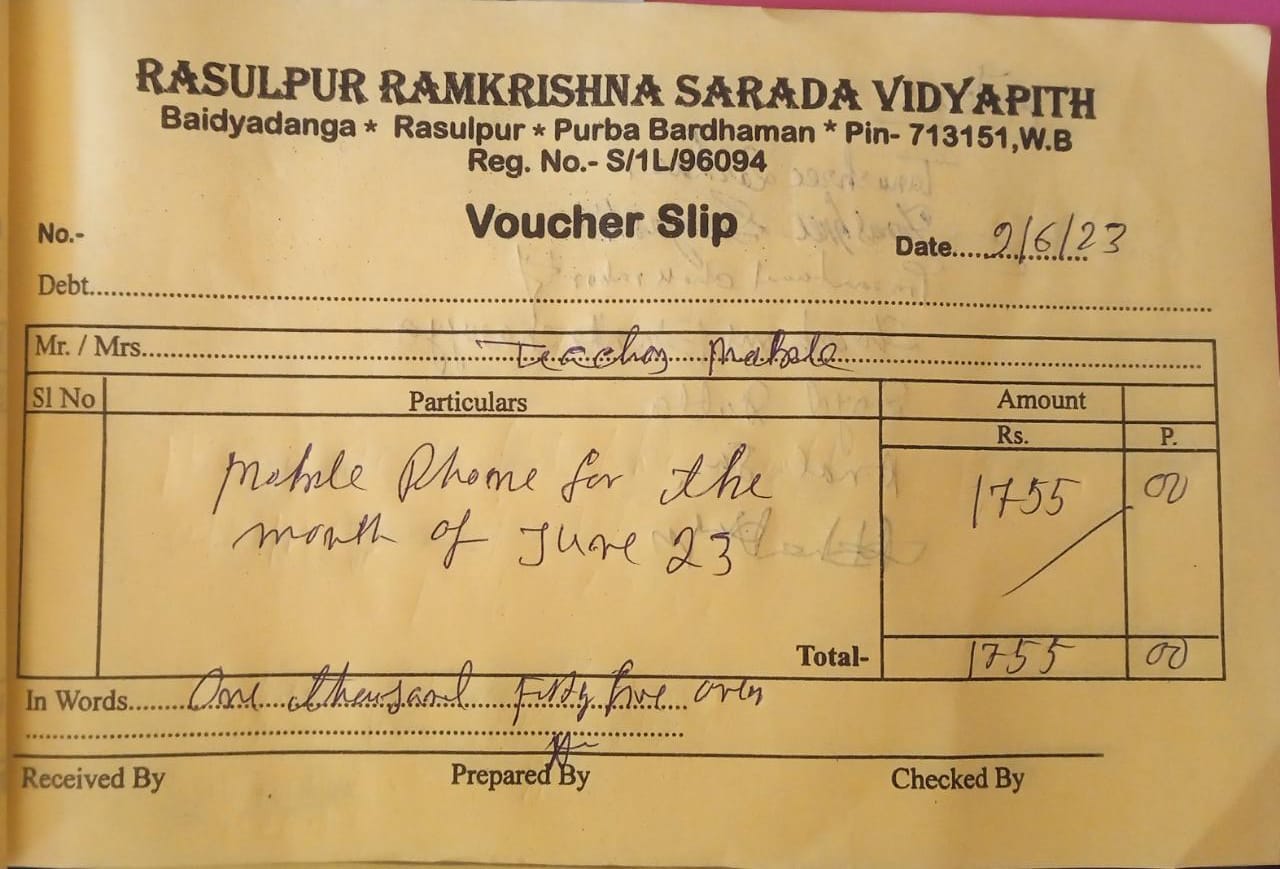 RASULPUR RAMKRISHNA SARADA VIDYAPITH
Baidyadanga * Rasulpur * Purba Bardhaman * Pin- 713151,W.B
Reg. No.- S/1L/96094
Voucher Slip
No.-
Date.....2/6/23
Debt.....
Mr. / Mrs..... Teacher Mobile
Sl No Particulars Amount
Rs. P.
Mobile Phone for the 1755 00
month of June 23
Total- 1755 00
In Words..... One thousand Fifty five only
Received By Prepared By Checked By